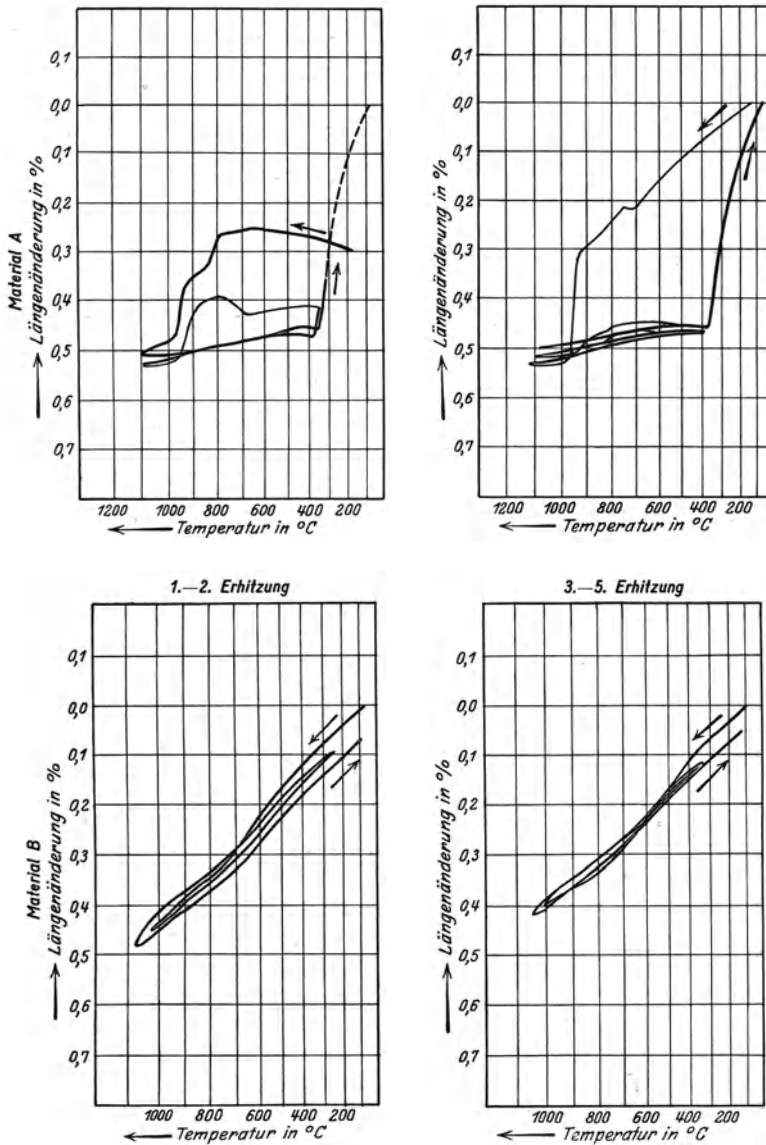 0,1
0,0
0,1
0,2
0,3
0,4
0,5
0,6
0,7
Material A
Längenänderung in %
1200 1000 800 600 400 200
Temperatur in °C
0,1
0,0
0,1
0,2
0,3
0,4
0,5
0,6
0,7
Längenänderung in %
1200 1000 800 600 400 200
Temperatur in °C
1.—2. Erhitzung
0,1
0,0
0,1
0,2
0,3
0,4
0,5
0,6
0,7
Material B
Längenänderung in %
1000 800 600 400 200
Temperatur in °C
3.—5. Erhitzung
0,1
0,0
0,1
0,2
0,3
0,4
0,5
0,6
0,7
Längenänderung in %
1000 800 600 400 200
Temperatur in °C